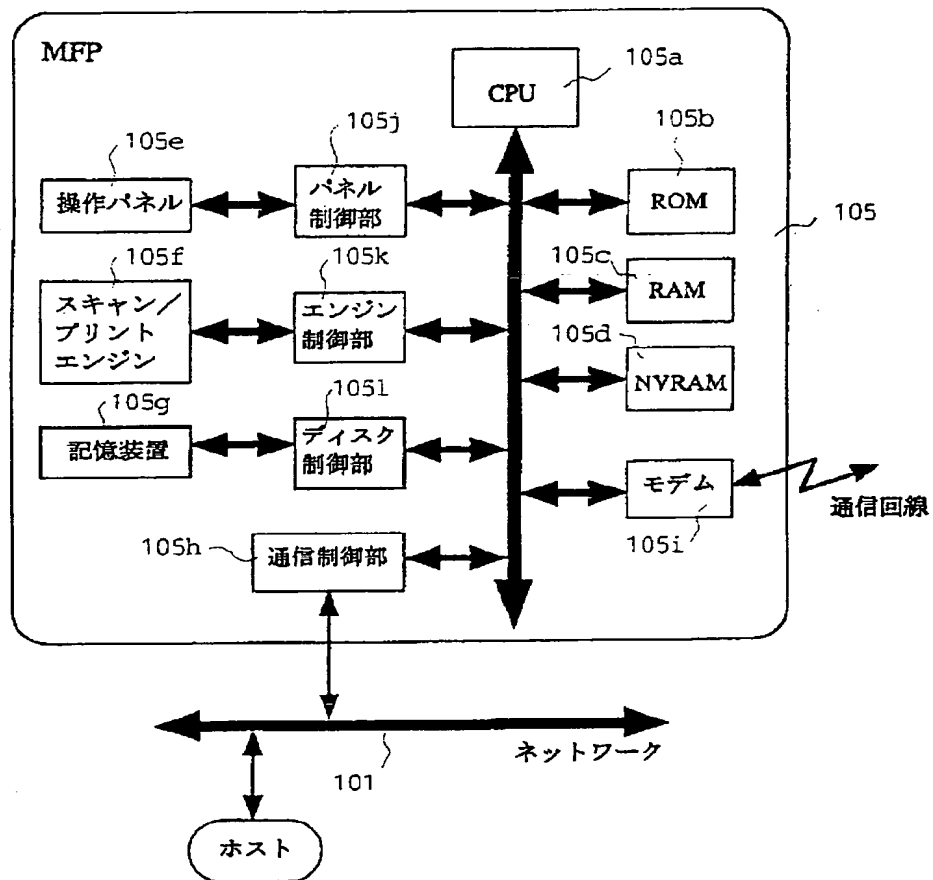 MFP
105a
CPU
105b
105j
105e
操作パネル
パネル
制御部
ROM
105
105f
105k
105c
スキャン／
プリント
エンジン
エンジン
制御部
RAM
105d
NVRAM
105g
105l
記憶装置
ディスク
制御部
モデム
通信回線
105i
105h
通信制御部
ネットワーク
101
ホスト